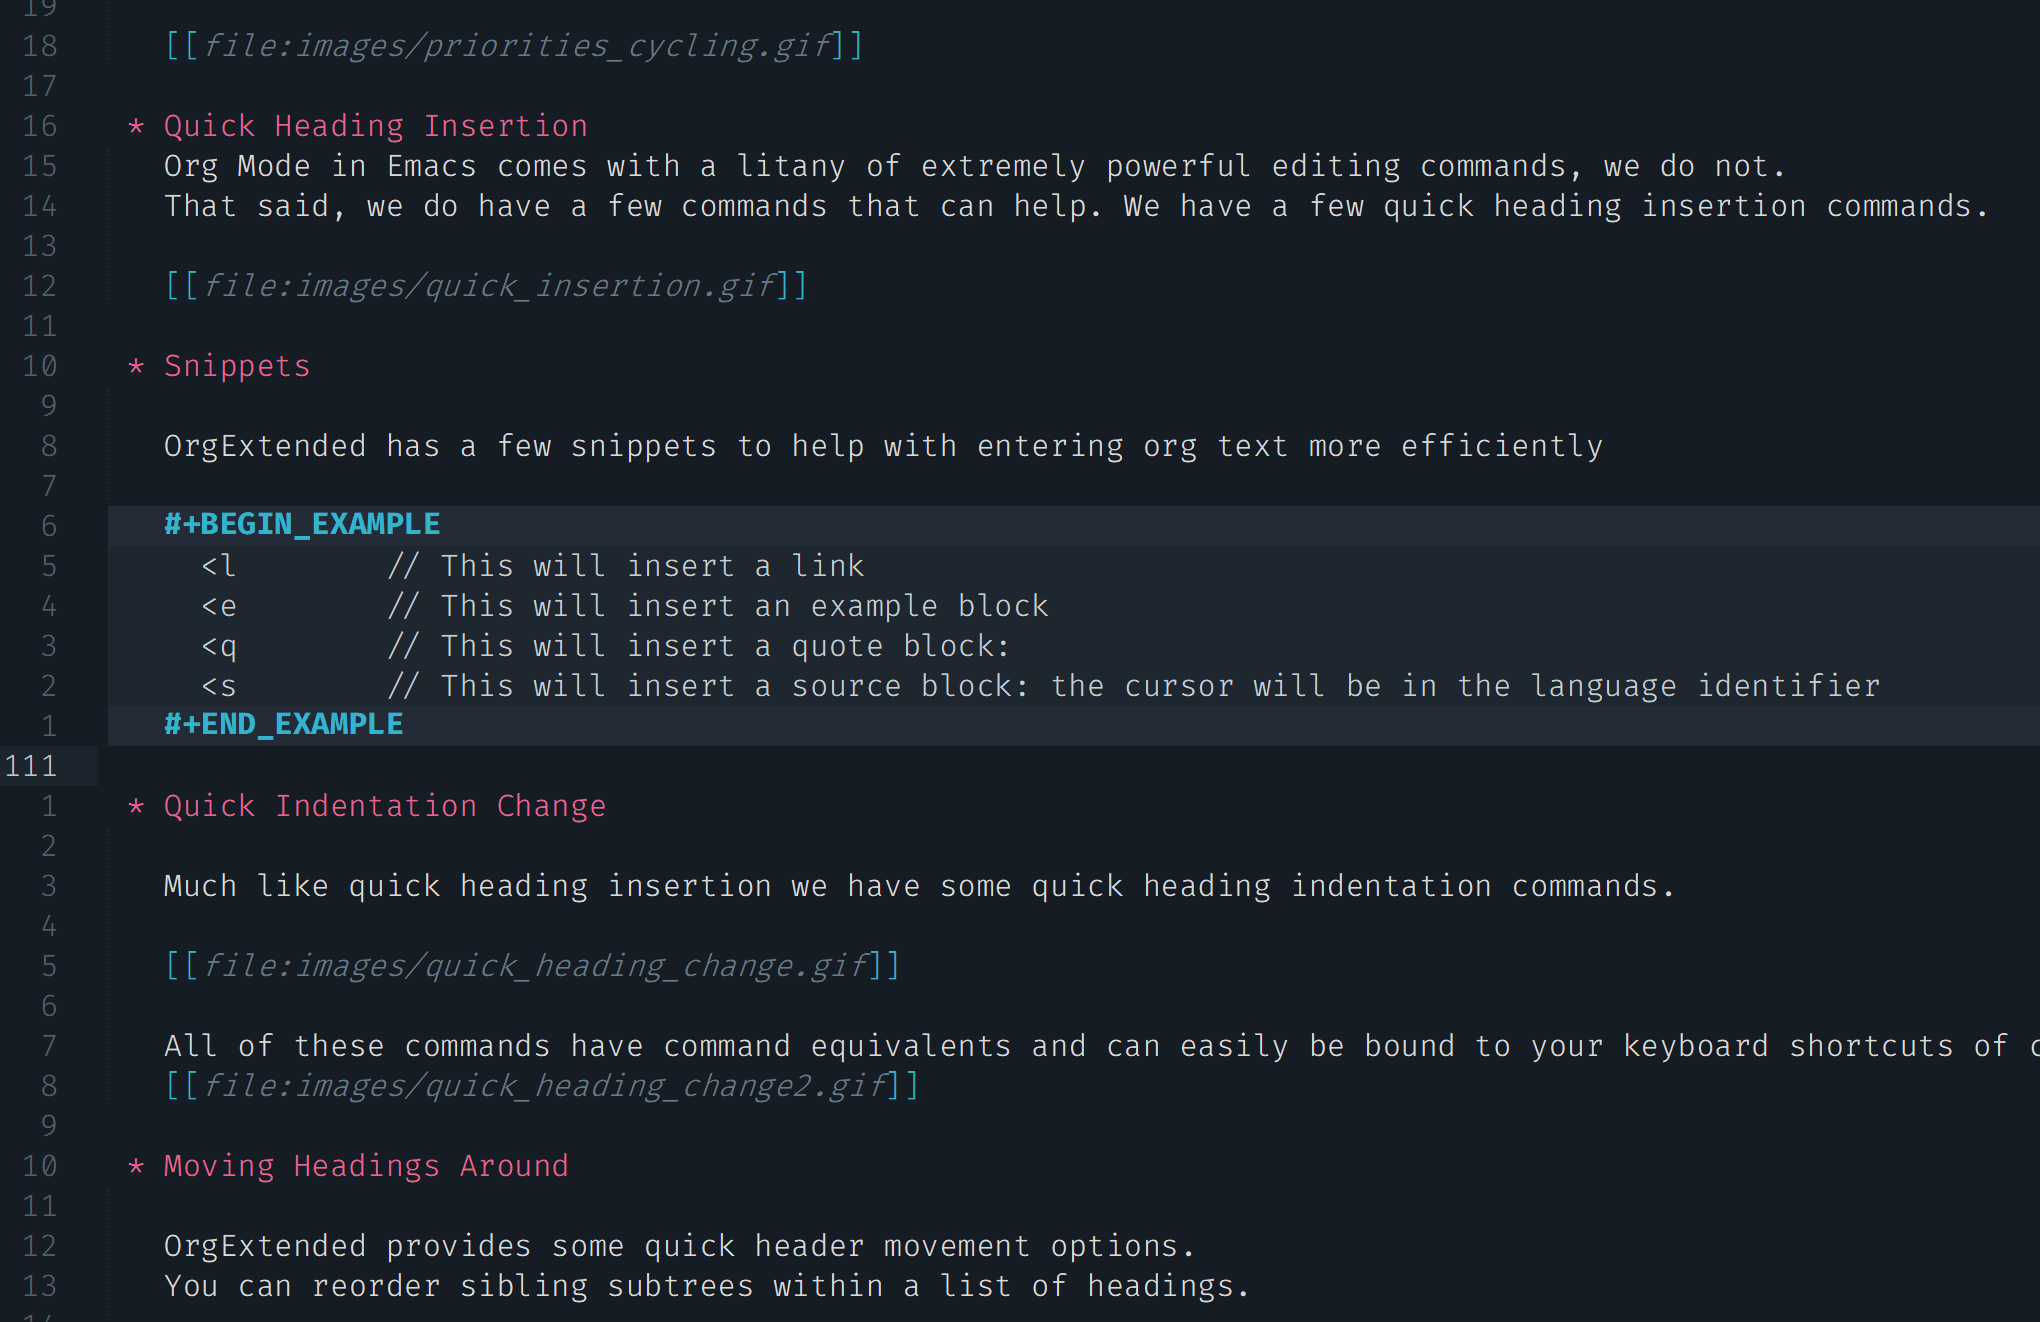 19
18 [[file:images/priorities_cycling.gif]]
17
16 * Quick Heading Insertion
15 Org Mode in Emacs comes with a litany of extremely powerful editing commands, we do not.
14 That said, we do have a few commands that can help. We have a few quick heading insertion commands.
13
12 [[file:images/quick_insertion.gif]]
11
10 * Snippets
9
8 OrgExtended has a few snippets to help with entering org text more efficiently
7
6 #+BEGIN_EXAMPLE
5 <l // This will insert a link
4 <e // This will insert an example block
3 <q // This will insert a quote block:
2 <s // This will insert a source block: the cursor will be in the language identifier
1 #+END_EXAMPLE
111
1 * Quick Indentation Change
2
3 Much like quick heading insertion we have some quick heading indentation commands.
4
5 [[file:images/quick_heading_change.gif]]
6
7 All of these commands have command equivalents and can easily be bound to your keyboard shortcuts of
8 [[file:images/quick_heading_change2.gif]]
9
10 * Moving Headings Around
11
12 OrgExtended provides some quick header movement options.
13 You can reorder sibling subtrees within a list of headings.
14